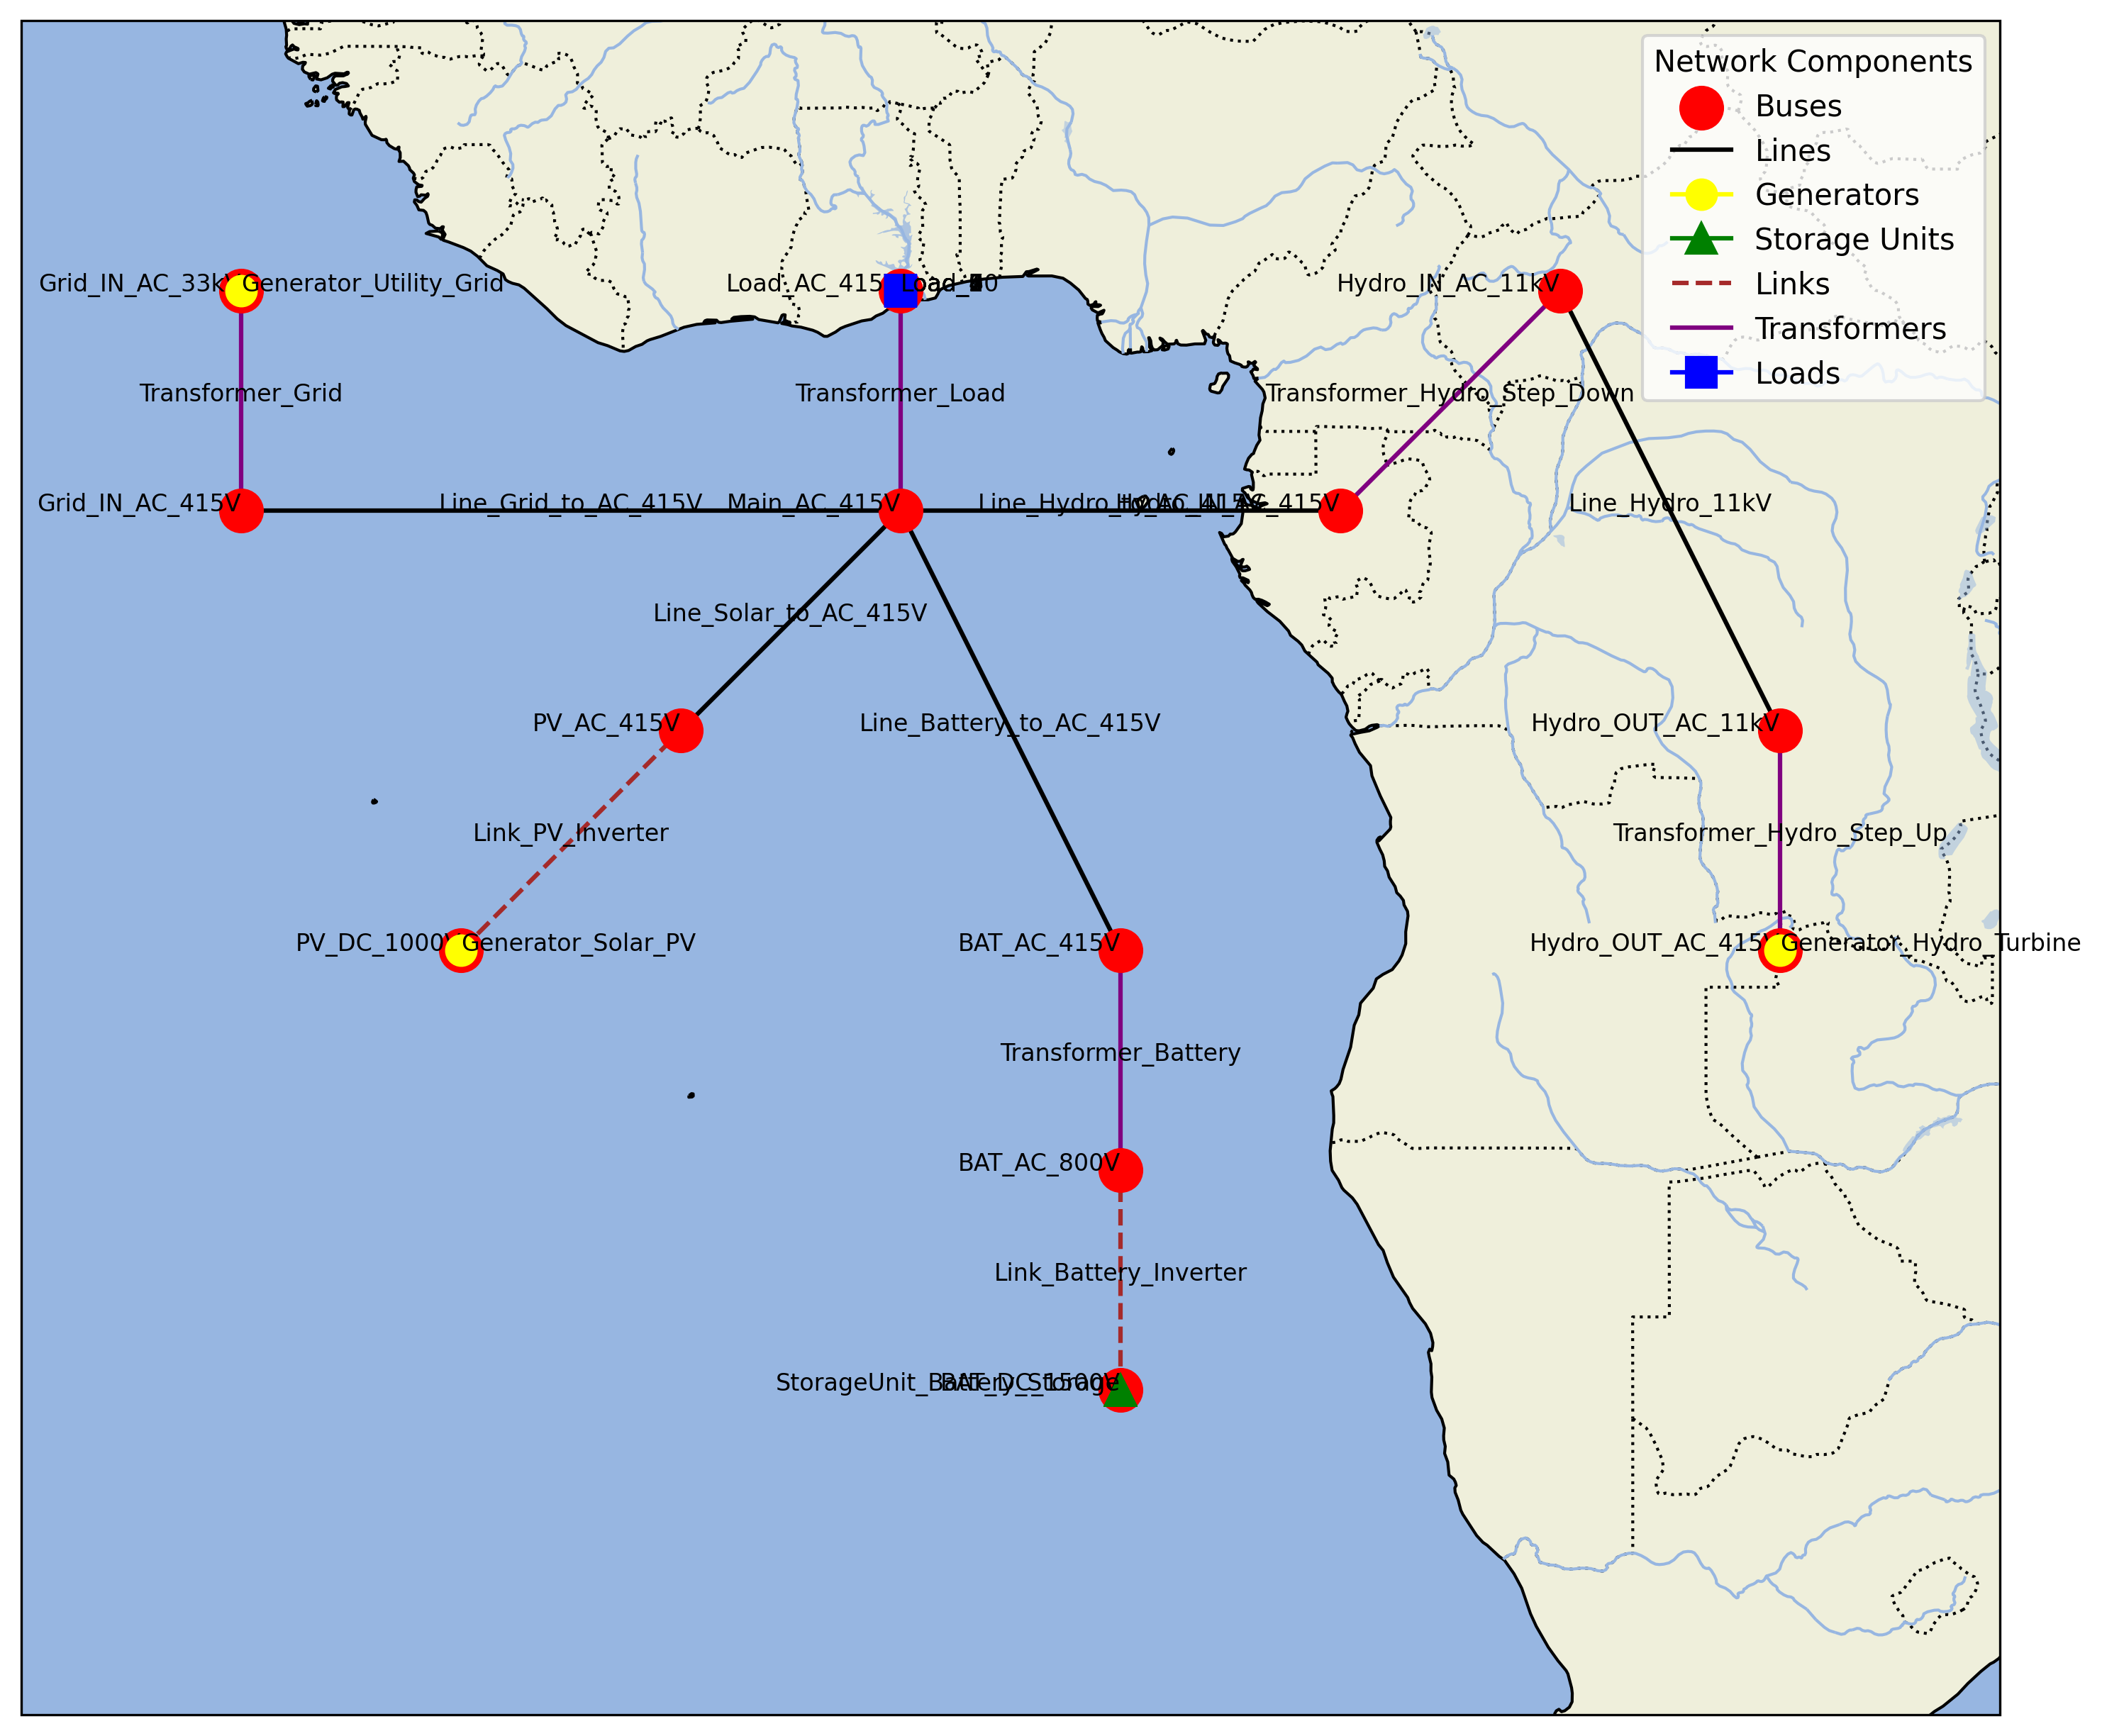 Network Components
Buses
Lines
Generators
Storage Units
Links
Transformers
Loads
Grid_IN_AC_33kV
Generator_Utility_Grid
Load_AC_415V
Hydro_IN_AC_11kV
Transformer_Grid
Transformer_Load
Transformer_Hydro_Step_Down
Grid_IN_AC_415V
Line_Grid_to_AC_415V
Main_AC_415V
Line_Hydro_to_AC_415V
Hydro_IN_AC_415V
Line_Hydro_11kV
Line_Solar_to_AC_415V
PV_AC_415V
Line_Battery_to_AC_415V
Hydro_OUT_AC_11kV
Link_PV_Inverter
Transformer_Hydro_Step_Up
PV_DC_1000V
Generator_Solar_PV
BAT_AC_415V
Hydro_OUT_AC_415V
Generator_Hydro_Turbine
Transformer_Battery
BAT_AC_800V
Link_Battery_Inverter
StorageUnit_Battery_Storage
BAT_DC_1500V